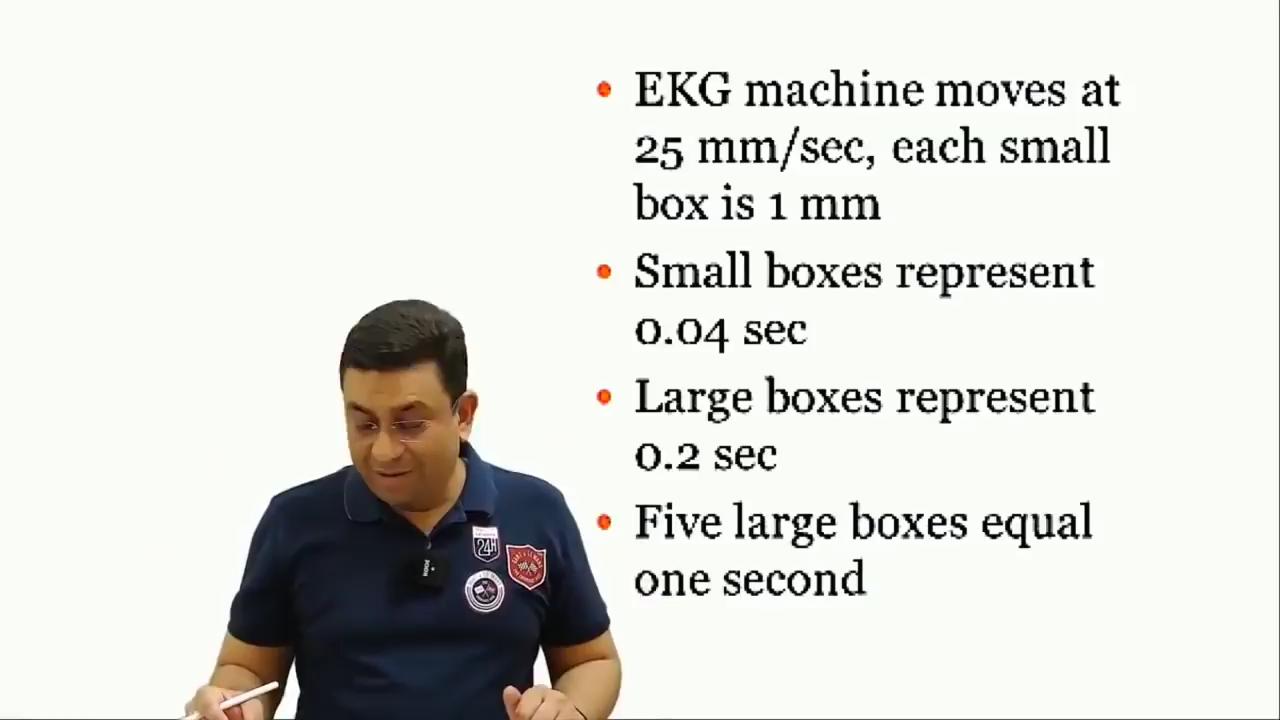 • EKG machine moves at
25 mm/sec, each small
box is 1 mm
• Small boxes represent
0.04 sec
• Large boxes represent
0.2 sec
• Five large boxes equal
one second
24H
RODE